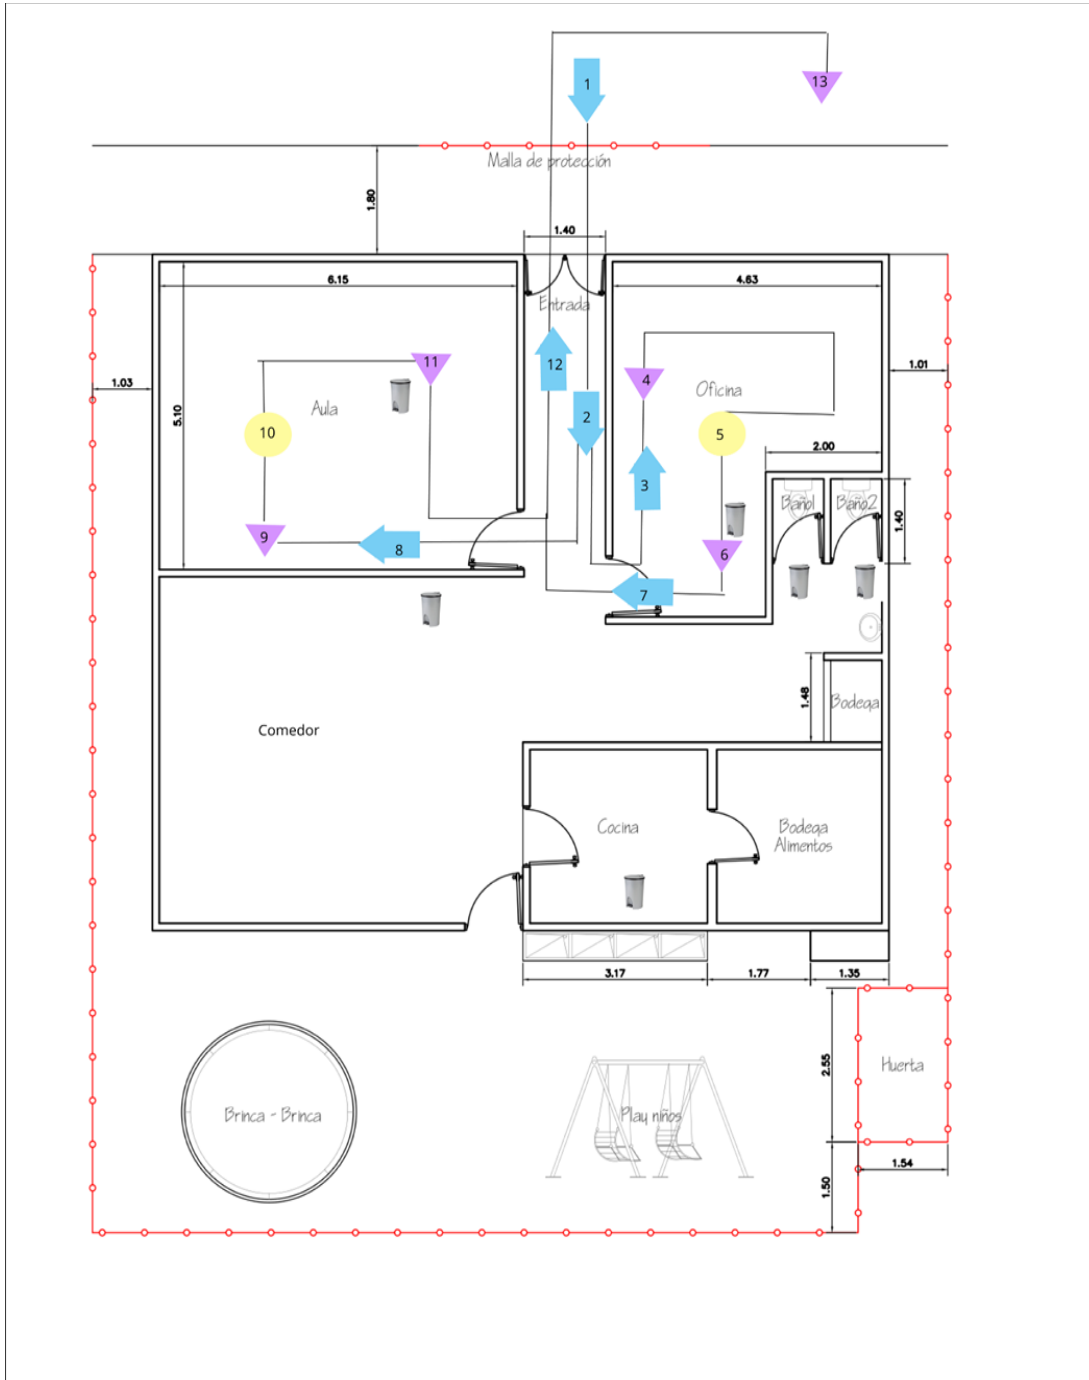 1
13
Malla de protección
1.80
1.40
6.15
4.63
Entrada
1.03
1.01
11
12
4
Aula
Oficina
5.10
2
10
5
2.00
3
Baño1
Baño2
1.40
9
8
6
7
1.48
Bodega
Comedor
Cocina
Bodega
Alimentos
3.17
1.77
1.35
2.55
Huerta
Brinca - Brinca
Play niños
1.54
1.50